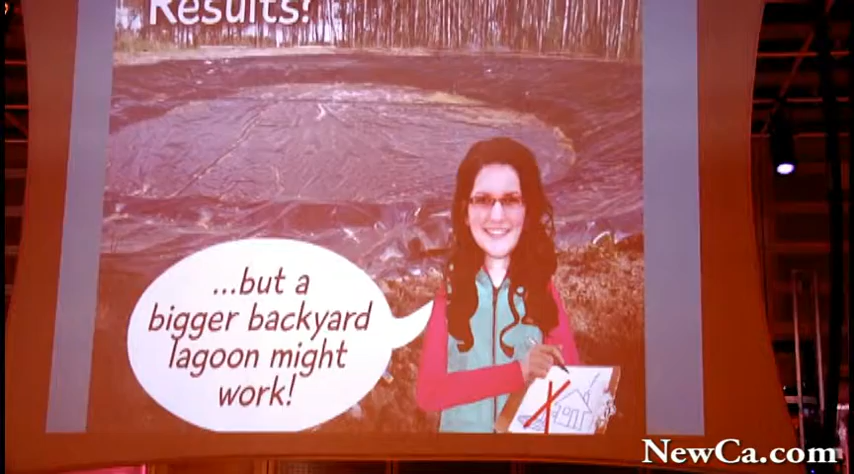 Results!
...but a
bigger backyard
lagoon might
work!
NewCa.com